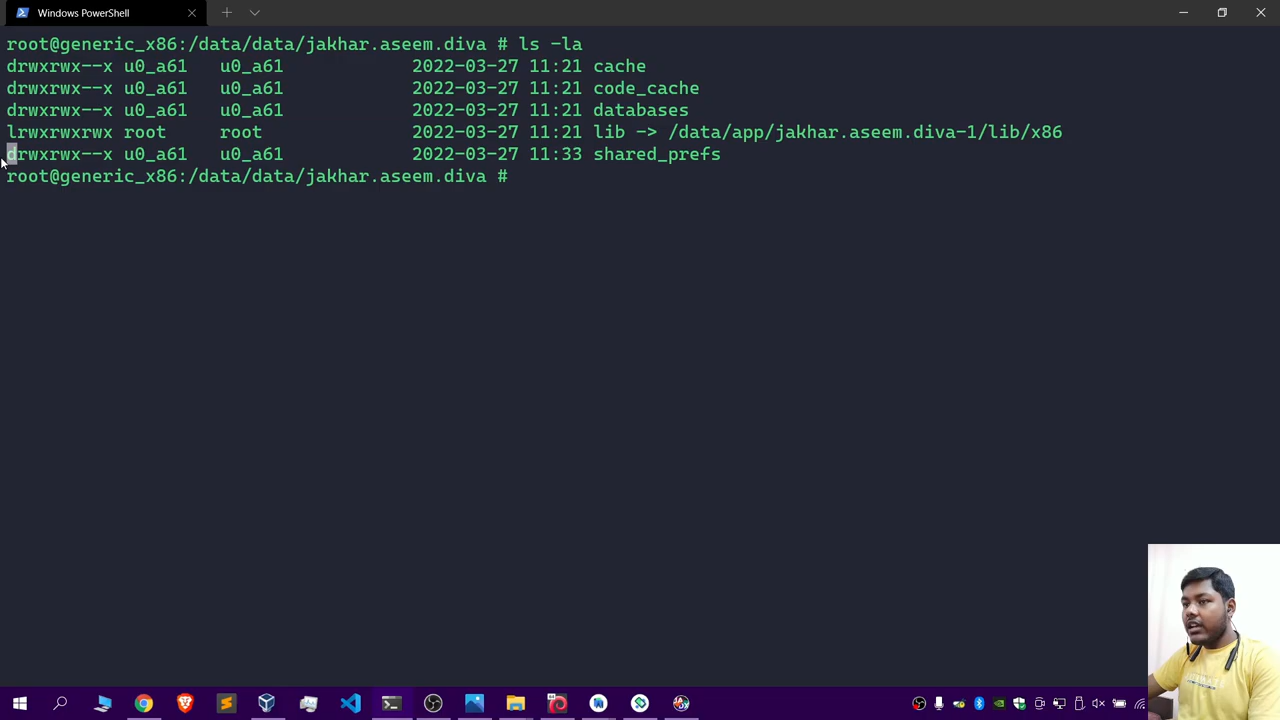 Windows PowerShell
root@generic_x86:/data/data/jakhar.aseem.diva # ls -la
drwxrwx--x u0_a61 u0_a61 2022-03-27 11:21 cache
drwxrwx--x u0_a61 u0_a61 2022-03-27 11:21 code_cache
drwxrwx--x u0_a61 u0_a61 2022-03-27 11:21 databases
lrwxrwxrwx root root 2022-03-27 11:21 lib -> /data/app/jakhar.aseem.diva-1/lib/x86
drwxrwx--x u0_a61 u0_a61 2022-03-27 11:33 shared_prefs
root@generic_x86:/data/data/jakhar.aseem.diva #